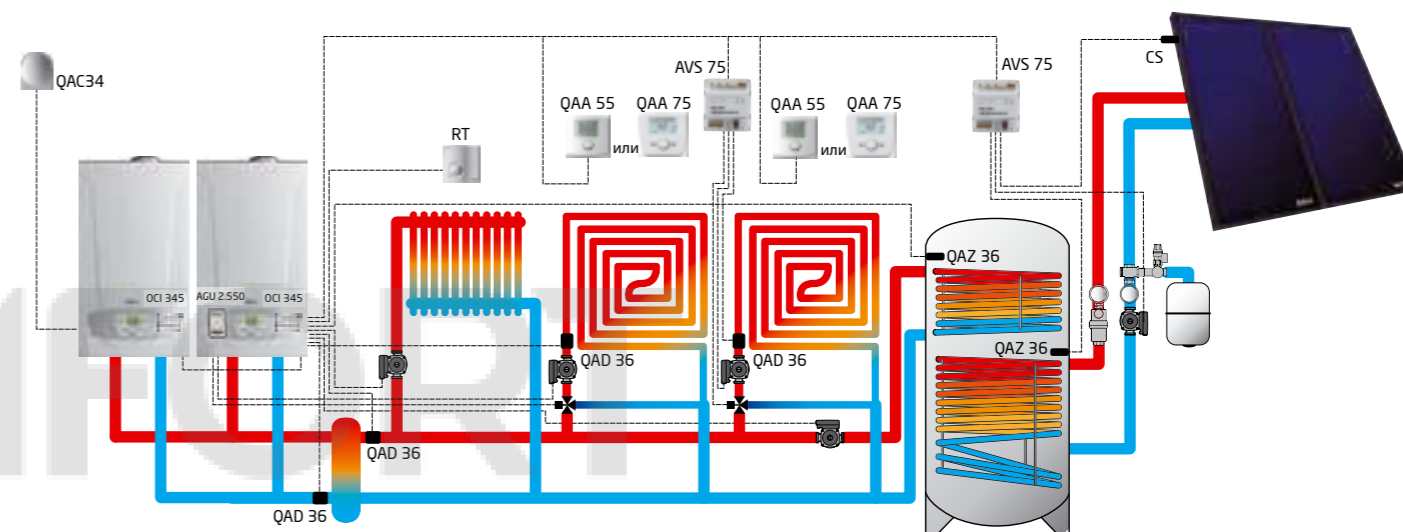 QAC34
RT
QAA 55
QAA 75
или
AVS 75
QAA 55
QAA 75
или
AVS 75
CS
OCI 345
AGU 2.550
OCI 345
QAD 36
QAD 36
QAZ 36
QAZ 36
QAD 36
QAD 36
MFORT